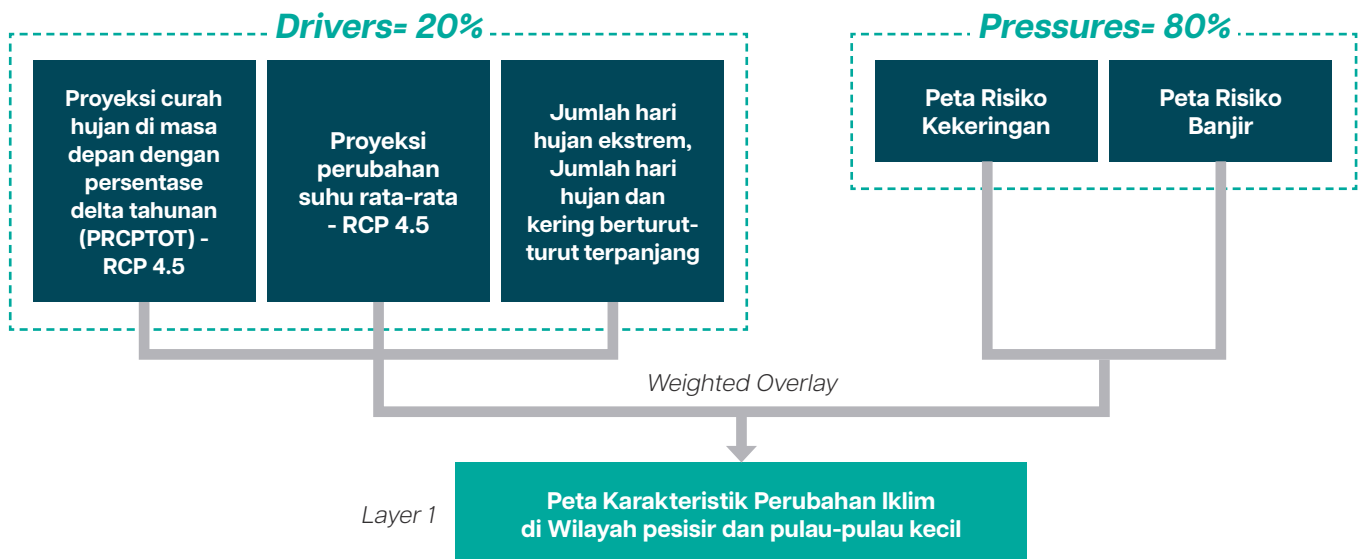 Drivers= 20%
Proyeksi curah
hujan di masa
depan dengan
persentase
delta tahunan
(PRCPTOT) -
RCP 4.5
Proyeksi
perubahan
suhu rata-rata
- RCP 4.5
Jumlah hari
hujan ekstrem,
Jumlah hari
hujan dan
kering berturut-
turut terpanjang
Pressures= 80%
Peta Risiko
Kekeringan
Peta Risiko
Banjir
Weighted Overlay
Layer 1
Peta Karakteristik Perubahan Iklim
di Wilayah pesisir dan pulau-pulau kecil